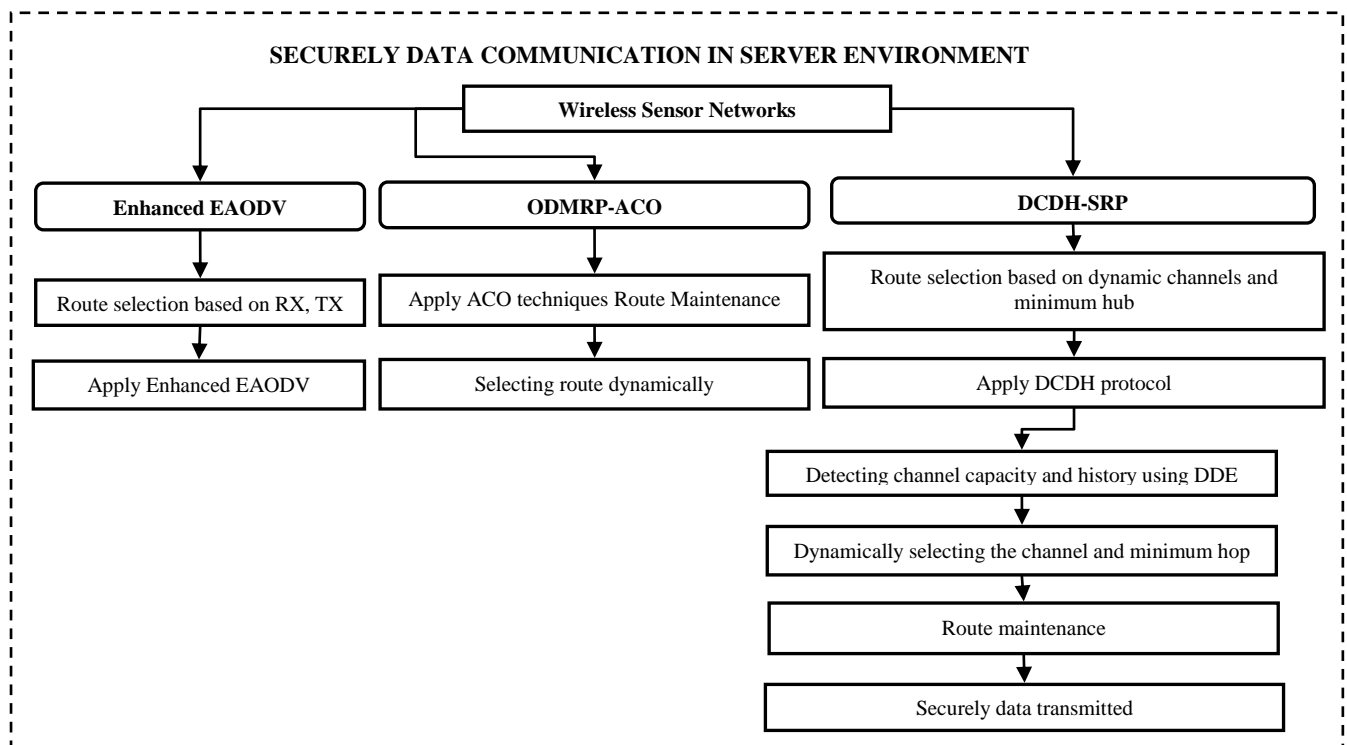 SECURELY DATA COMMUNICATION IN SERVER ENVIRONMENT
Wireless Sensor Networks
Enhanced EAODV
ODMRP-ACO
DCDH-SRP
Route selection based on RX, TX
Apply ACO techniques Route Maintenance
Route selection based on dynamic channels and
minimum hub
Apply Enhanced EAODV
Selecting route dynamically
Apply DCDH protocol
Detecting channel capacity and history using DDE
Dynamically selecting the channel and minimum hop
Route maintenance
Securely data transmitted